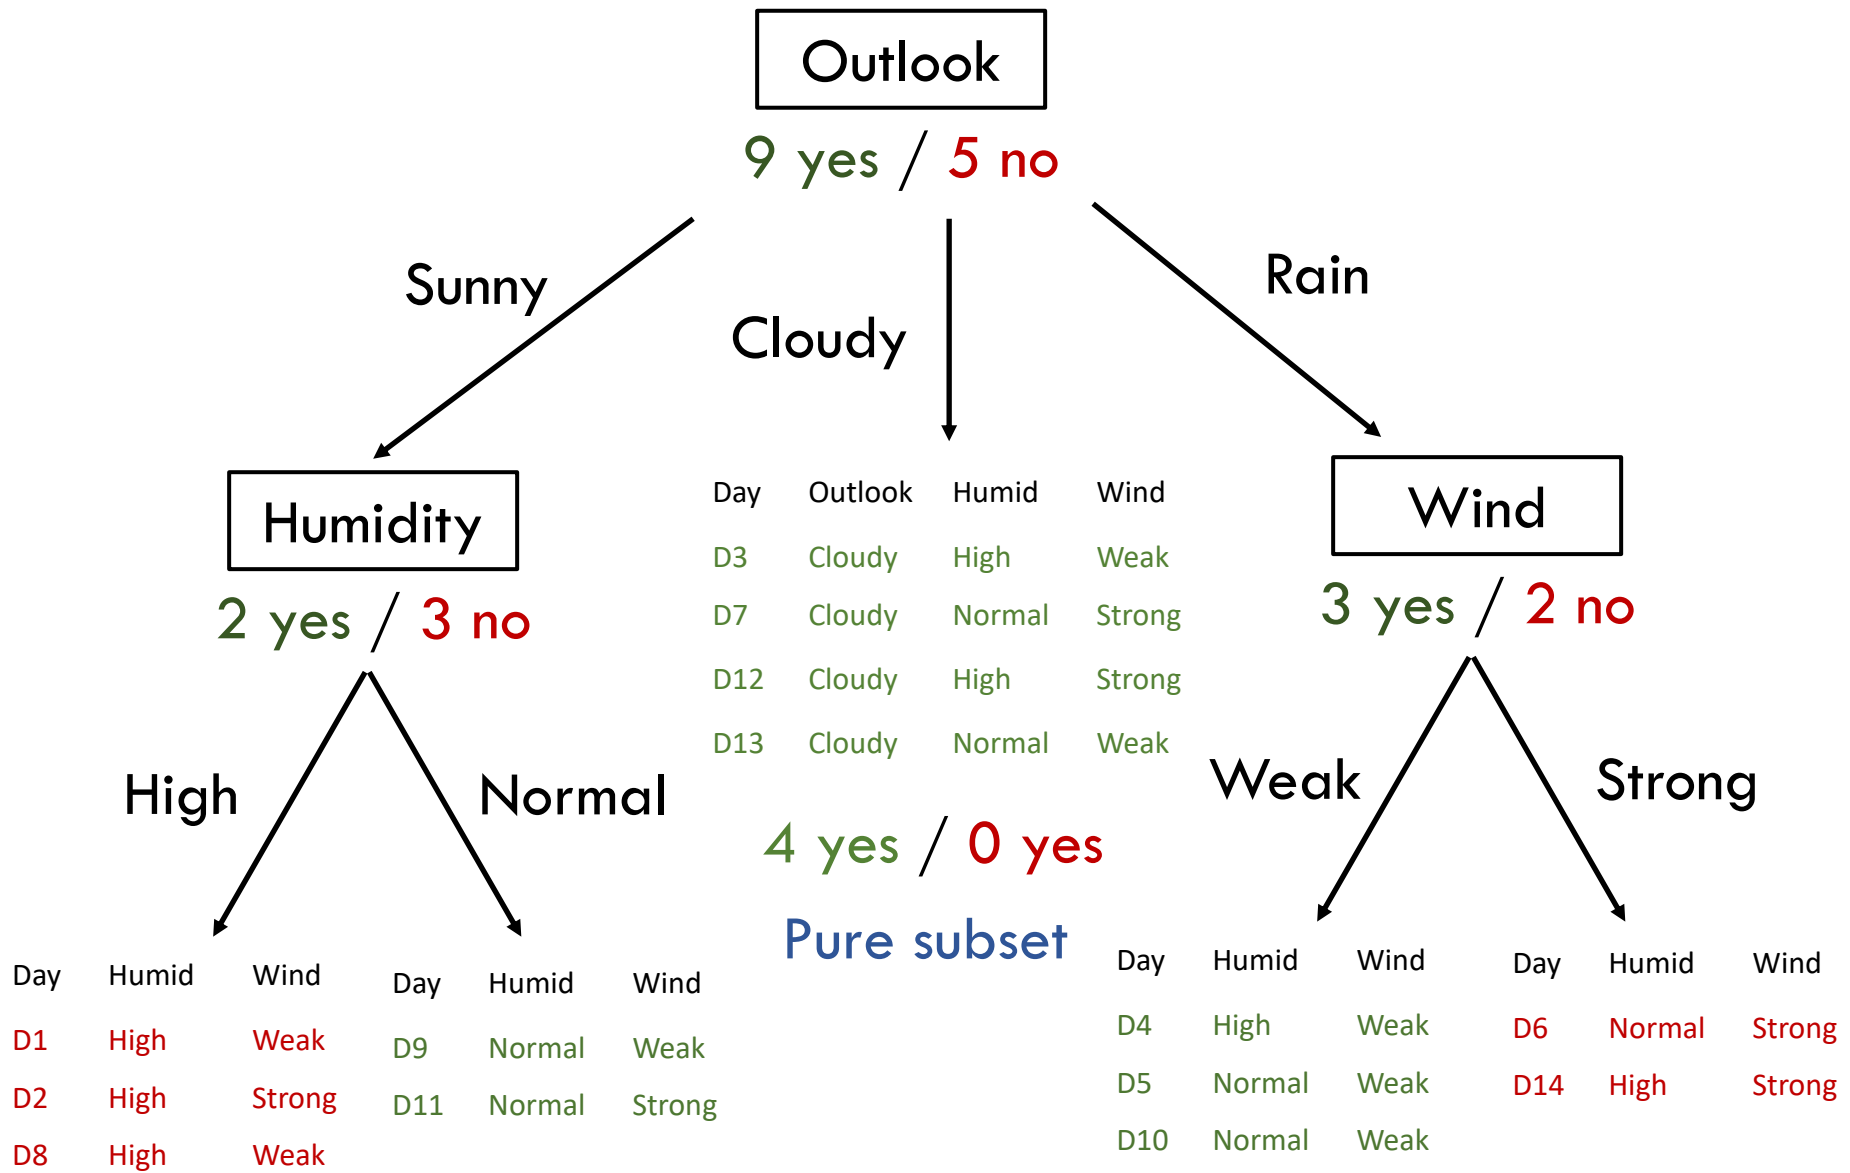 Outlook
9 yes / 5 no
Sunny
Cloudy
Rain
Humidity
2 yes / 3 no
High
Normal
Day Humid Wind
D1 High Weak
D2 High Strong
D8 High Weak
Day Humid Wind
D9 Normal Weak
D11 Normal Strong
Day Outlook Humid Wind
D3 Cloudy High Weak
D7 Cloudy Normal Strong
D12 Cloudy High Strong
D13 Cloudy Normal Weak
4 yes / 0 yes
Pure subset
Wind
3 yes / 2 no
Weak
Strong
Day Humid Wind
D4 High Weak
D5 Normal Weak
D10 Normal Weak
Day Humid Wind
D6 Normal Strong
D14 High Strong